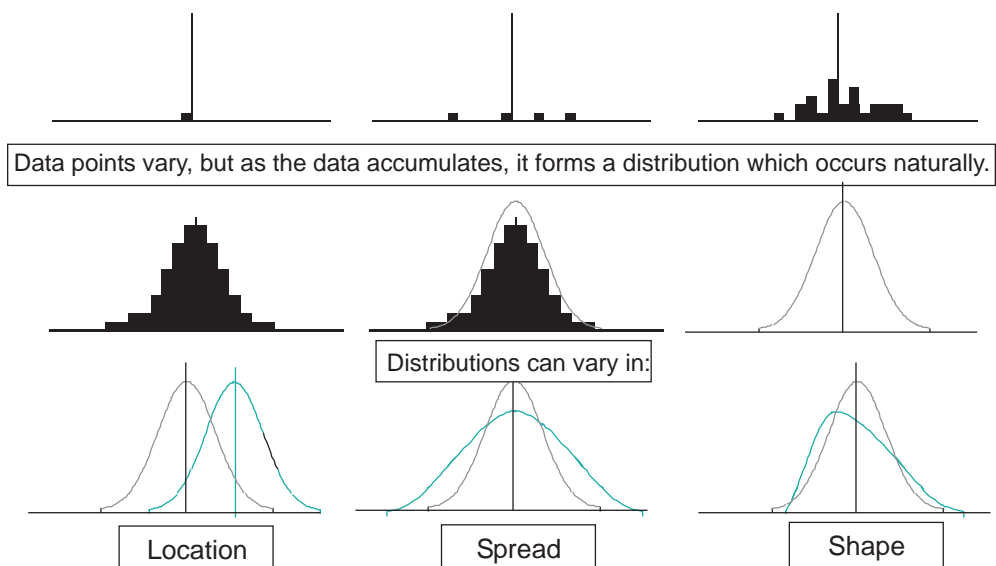 Data points vary, but as the data accumulates, it forms a distribution which occurs naturally.
Distributions can vary in:
Location
Spread
Shape